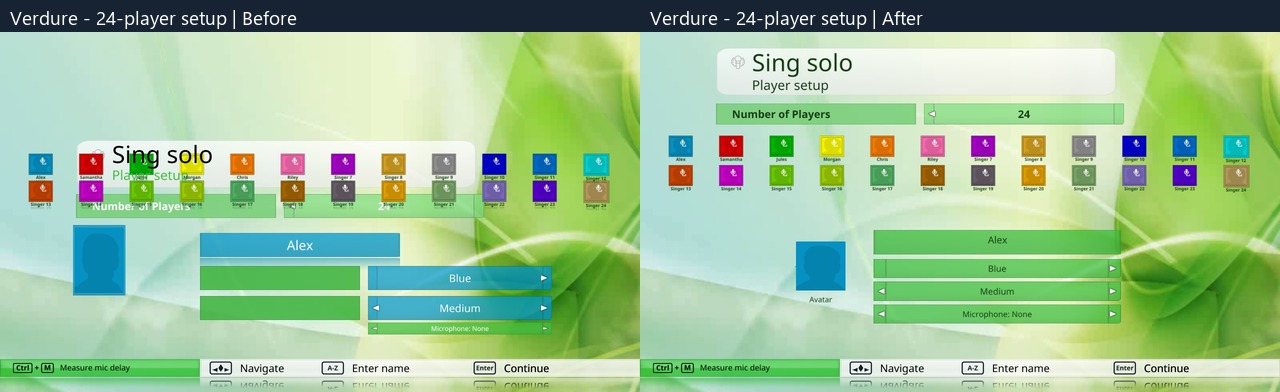 Verdure - 24-player setup | Before
Sing solo
Player setup
Alex Samantha Morgan Chris Riley Singer 7 Singer 8 Singer 9 Singer 10 Singer 11 Singer 12
Singer 13 Singer 14 Singer 16 Singer 17 Singer 18 Singer 19 Singer 20 Singer 21 Singer 22 Singer 23 Singer 24
Number of Players
24
Alex
Blue
Medium
Microphone: None
Ctrl + M Measure mic delay
Navigate
A-Z Enter name
Enter Continue
Verdure - 24-player setup | After
Sing solo
Player setup
Number of Players
24
Alex Samantha Jules Morgan Chris Riley Singer 7 Singer 8 Singer 9 Singer 10 Singer 11 Singer 12
Singer 13 Singer 14 Singer 15 Singer 16 Singer 17 Singer 18 Singer 19 Singer 20 Singer 21 Singer 22 Singer 23 Singer 24
Avatar
Alex
Blue
Medium
Microphone: None
Ctrl + M Measure mic delay
Navigate
A-Z Enter name
Enter Continue